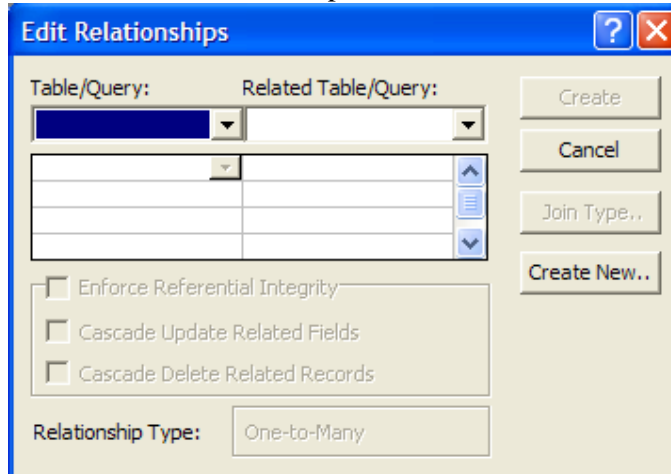 Edit Relationships
Table/Query: Related Table/Query:
Create
Cancel
Join Type..
Create New..
Enforce Referential Integrity
Cascade Update Related Fields
Cascade Delete Related Records
Relationship Type: One-to-Many